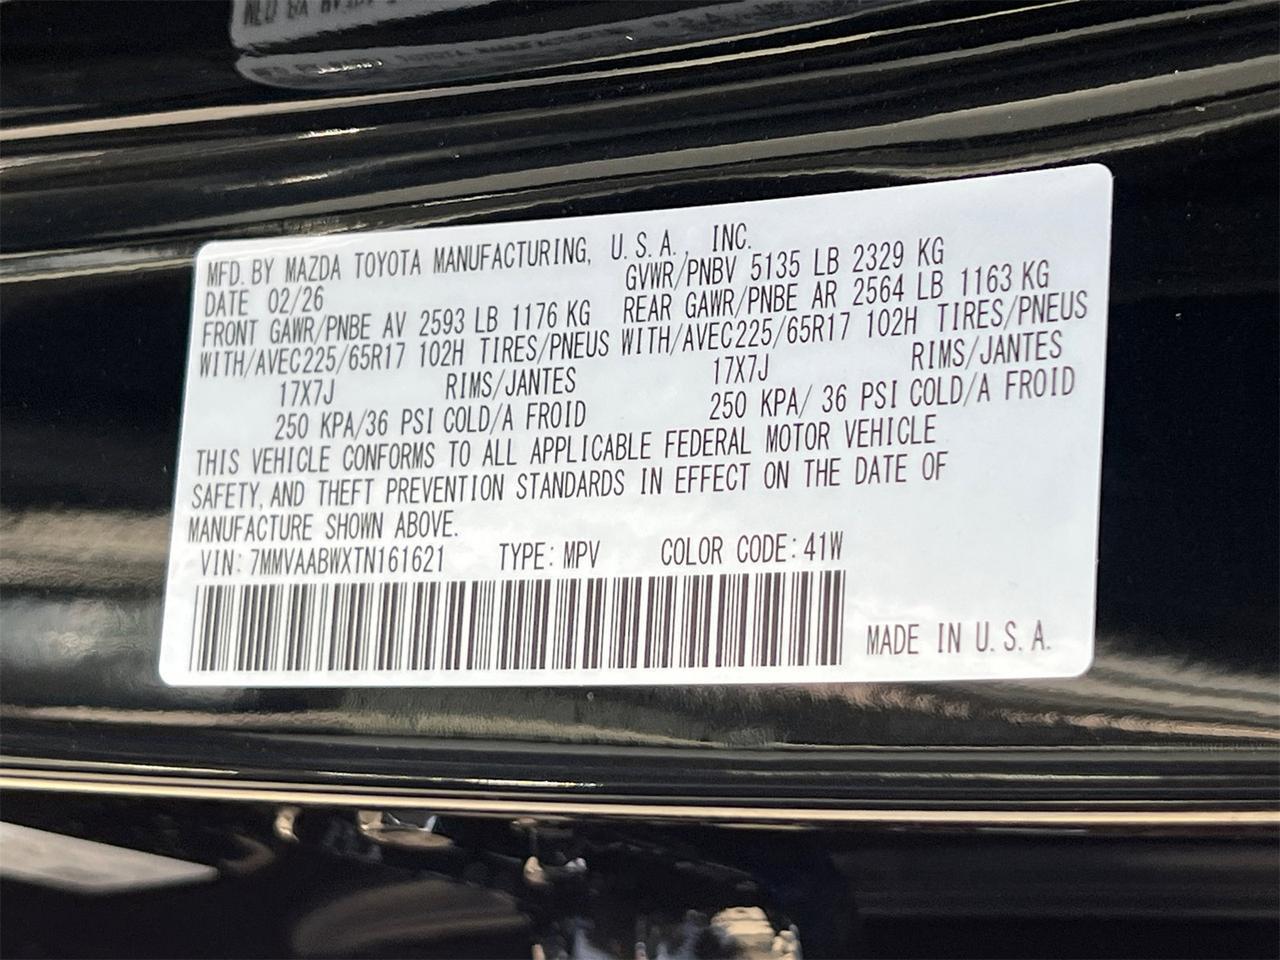 MFD. BY MAZDA TOYOTA MANUFACTURING, U.S.A., INC.
DATE 02/26 GVWR/PNBV 5135 LB 2329 KG
FRONT GAWR/PNBE AV 2593 LB 1176 KG REAR GAWR/PNBE AR 2564 LB 1163 KG
WITH/AVEC225/65R17 102H TIRES/PNEUS WITH/AVEC225/65R17 102H TIRES/PNEUS
17X7J RIMS/JANTES 17X7J RIMS/JANTES
250 KPA/36 PSI COLD/A FROID 250 KPA/ 36 PSI COLD/A FROID
THIS VEHICLE CONFORMS TO ALL APPLICABLE FEDERAL MOTOR VEHICLE
SAFETY, AND THEFT PREVENTION STANDARDS IN EFFECT ON THE DATE OF
MANUFACTURE SHOWN ABOVE.
VIN: 7MMVAABWXTN161621 TYPE: MPV COLOR CODE: 41W
MADE IN U.S.A.